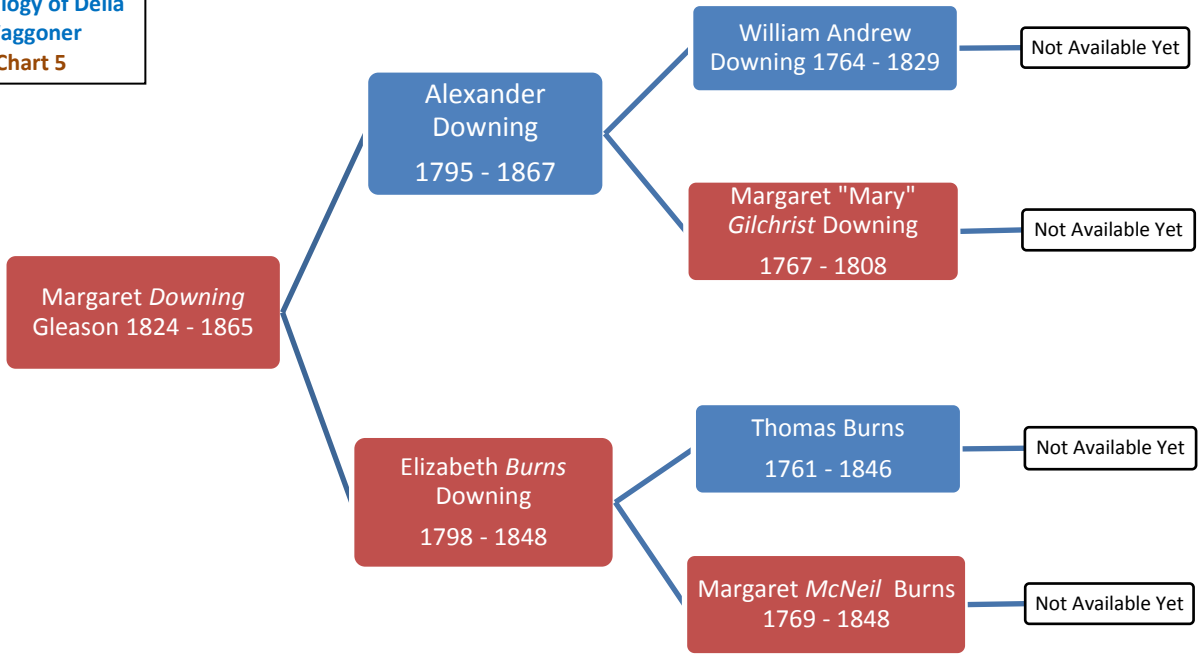 logy of Della
aggoner
Chart 5
William Andrew
Downing 1764 - 1829
Not Available Yet
Alexander
Downing
1795 - 1867
Margaret "Mary"
Gilchrist Downing
1767 - 1808
Not Available Yet
Margaret Downing
Gleason 1824 - 1865
Thomas Burns
1761 - 1846
Not Available Yet
Elizabeth Burns
Downing
1798 - 1848
Margaret McNeil Burns
1769 - 1848
Not Available Yet